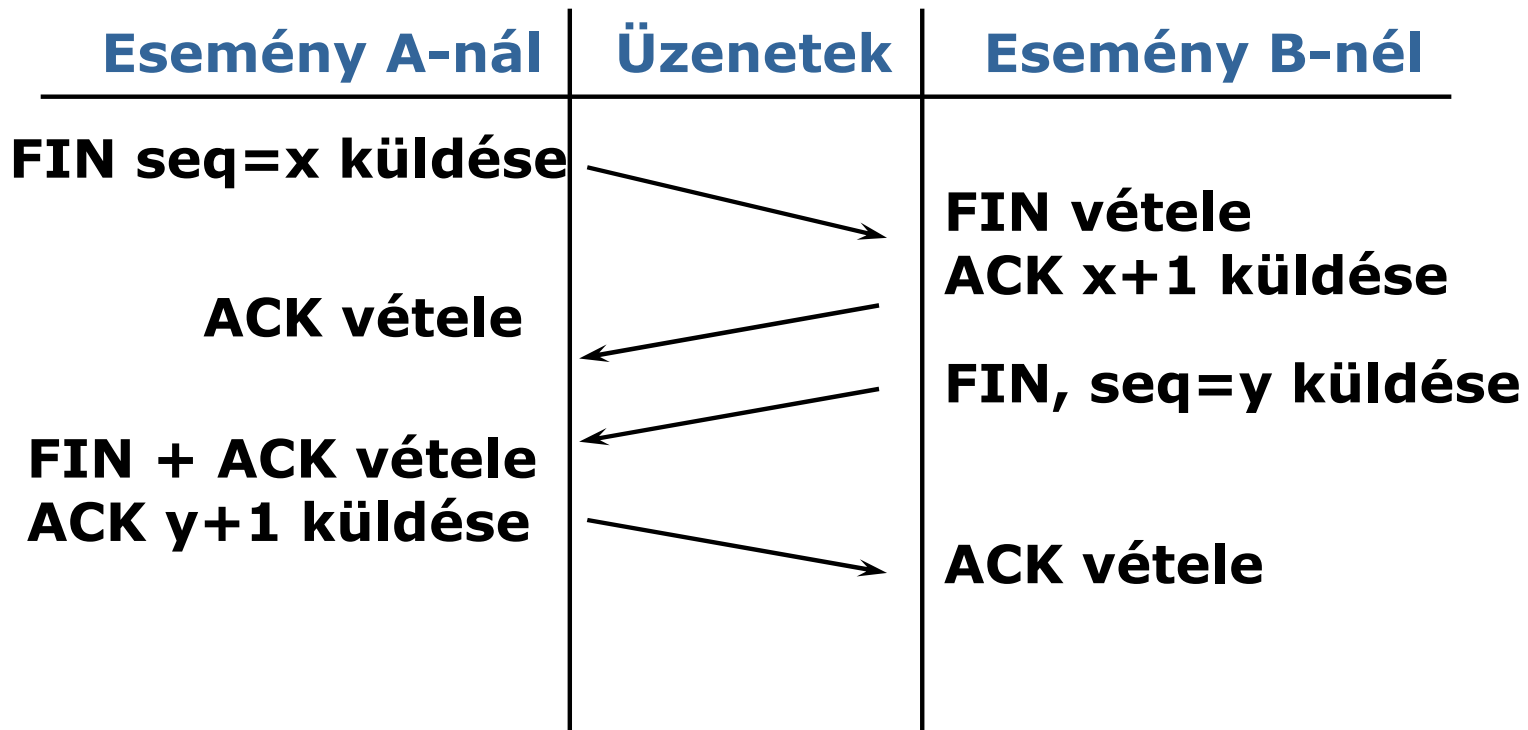 Esemény A-nál Üzenetek Esemény B-nél
FIN seq=x küldése
FIN vétele
ACK x+1 küldése
ACK vétele
FIN, seq=y küldése
FIN + ACK vétele
ACK y+1 küldése
ACK vétele